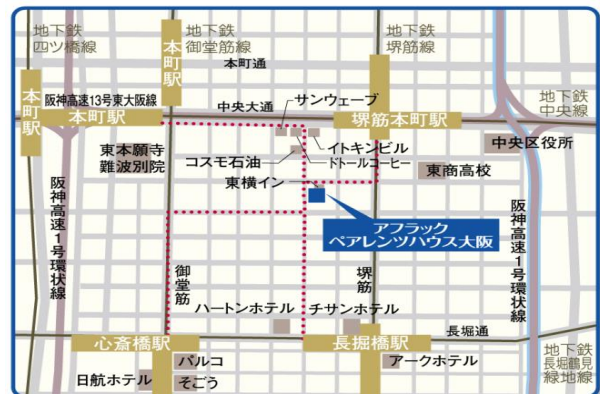 地下鉄
四ツ橋線
地下鉄
御堂筋線
地下鉄
堺筋線
本町駅
本町通
阪神高速13号東大阪線
中央大通
サンウェーブ
地下鉄
中央線
本町駅
本町駅
堺筋本町駅
イトキンビル
ドトールコーヒー
コスモ石油
中央区役所
東本願寺
難波別院
東横イン
東商高校
アフラック
ペアレンツハウス大阪
阪神高速1号環状線
阪神高速1号環状線
御堂筋
堺筋
ハートンホテル
チサンホテル
長堀通
心斎橋駅
長堀橋駅
パルコ
アークホテル
日航ホテル
そごう
地下鉄
長堀鶴見
緑地線